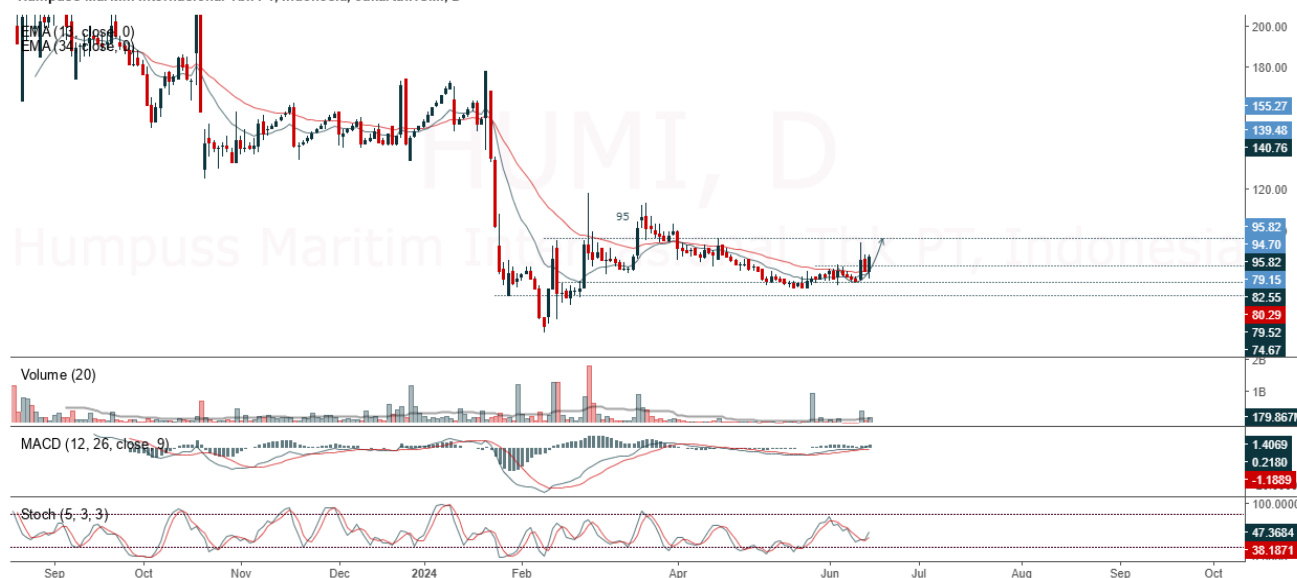 EMA (13, close, 0)
EMA (34, close, 0)
HUMI, D
Humpuss Maritim Internasional Tbk PT, Indonesia
95
200.00
180.00
155.27
139.48
140.76
120.00
95.82
94.70
95.82
79.15
82.55
80.29
79.52
74.67
Volume (20)
2B
1B
179.867M
MACD (12, 26, close, 9)
1.4069
0.2180
-1.1889
Stoch (5, 3, 3)
100.0000
47.3684
38.1871
Sep Oct Nov Dec 2024 Feb Apr Jun Jul Aug Sep Oct